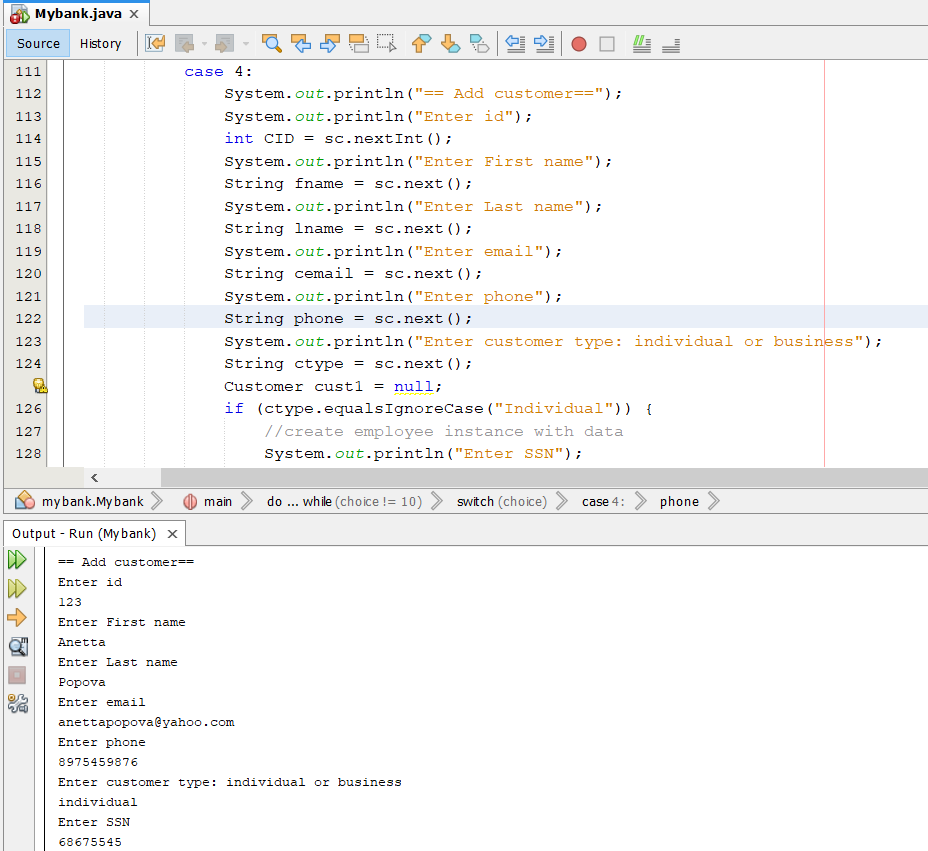 Mybank.java
Source History
111 case 4:
112 System.out.println("== Add customer==");
113 System.out.println("Enter id");
114 int CID = sc.nextInt();
115 System.out.println("Enter First name");
116 String fname = sc.next();
117 System.out.println("Enter Last name");
118 String lname = sc.next();
119 System.out.println("Enter email");
120 String cemail = sc.next();
121 System.out.println("Enter phone");
122 String phone = sc.next();
123 System.out.println("Enter customer type: individual or business");
124 String ctype = sc.next();
Customer cust1 = null;
126 if (ctype.equalsIgnoreCase("Individual")) {
127 //create employee instance with data
128 System.out.println("Enter SSN");
mybank.Mybank main do ... while (choice != 10) switch (choice) case 4: phone
Output - Run (Mybank)
== Add customer==
Enter id
123
Enter First name
Anetta
Enter Last name
Popova
Enter email
anettapopova@yahoo.com
Enter phone
8975459876
Enter customer type: individual or business
individual
Enter SSN
68675545